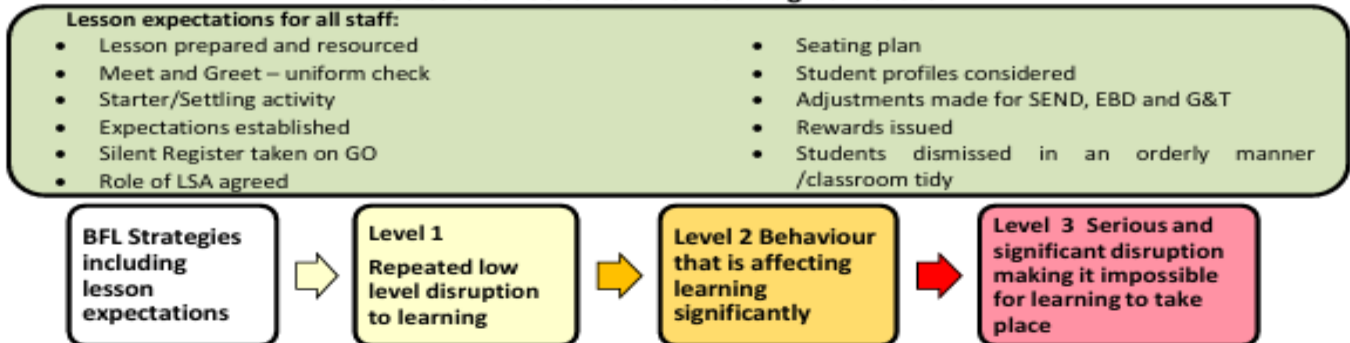 Lesson expectations for all staff:
• Lesson prepared and resourced
• Meet and Greet – uniform check
• Starter/Settling activity
• Expectations established
• Silent Register taken on GO
• Role of LSA agreed
• Seating plan
• Student profiles considered
• Adjustments made for SEND, EBD and G&T
• Rewards issued
• Students dismissed in an orderly manner
/classroom tidy
BFL Strategies
including
lesson
expectations
Level 1
Repeated low
level disruption
to learning
Level 2 Behaviour
that is affecting
learning
significantly
Level 3 Serious and
significant disruption
making it impossible
for learning to take
place